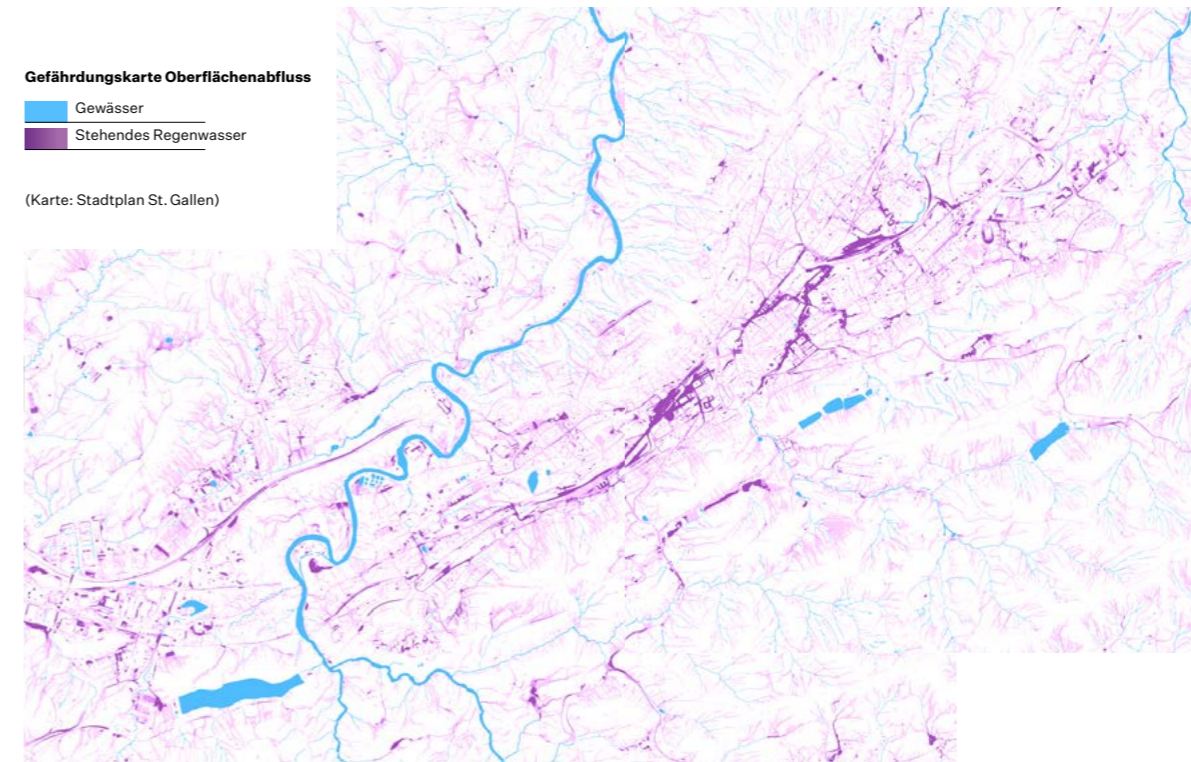 Gefährdungskarte Oberflächenabfluss
Gewässer
Stehendes Regenwasser
(Karte: Stadtplan St. Gallen)